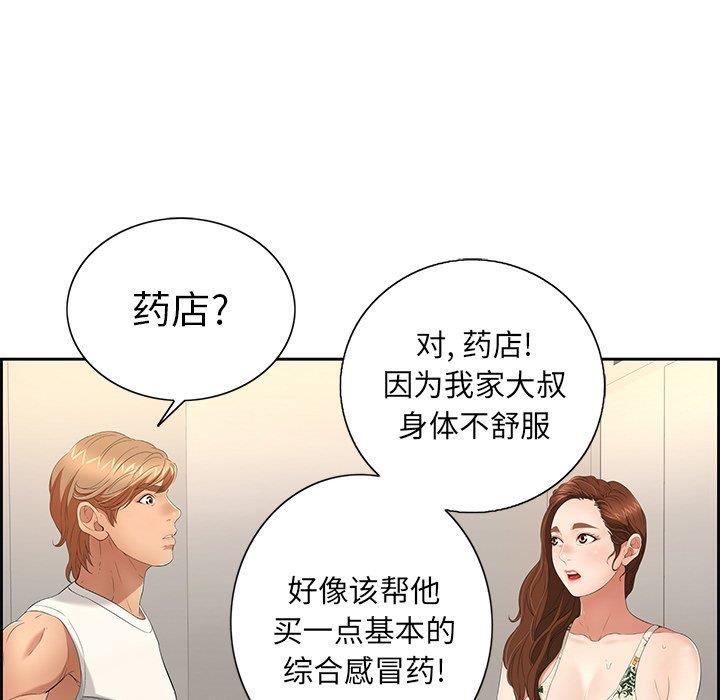 药店?
对, 药店!
因为我家大叔
身体不舒服
好像该帮他
买一点基本的
综合感冒药!